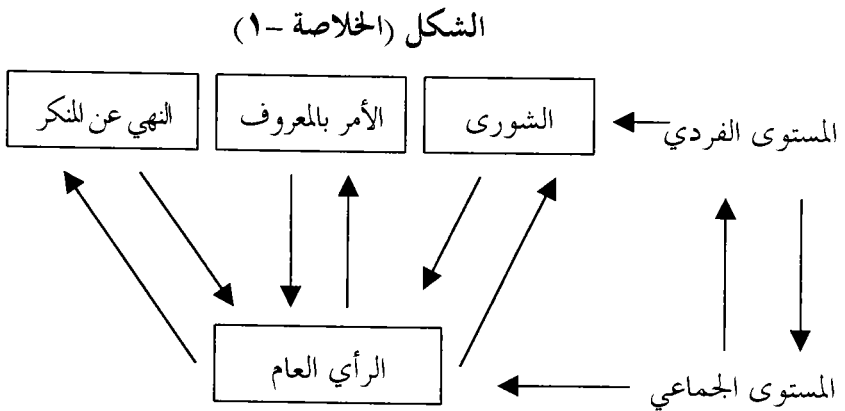 الشكل (الخلاصة -١)
المستوى الفردي
الشورى
الأمر بالمعروف
النهي عن المنكر
المستوى الجماعي
الرأي العام